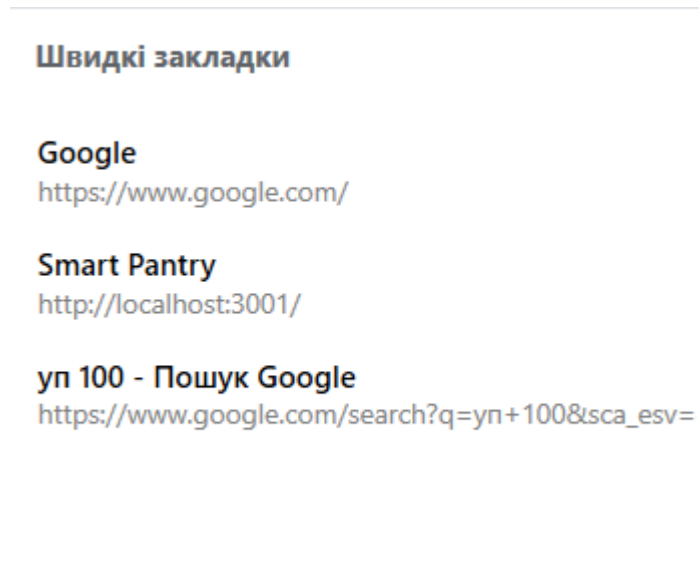 Швидкі закладки
Google
https://www.google.com/
Smart Pantry
http://localhost:3001/
уп 100 - Пошук Google
https://www.google.com/search?q=уп+100&sca_esv=